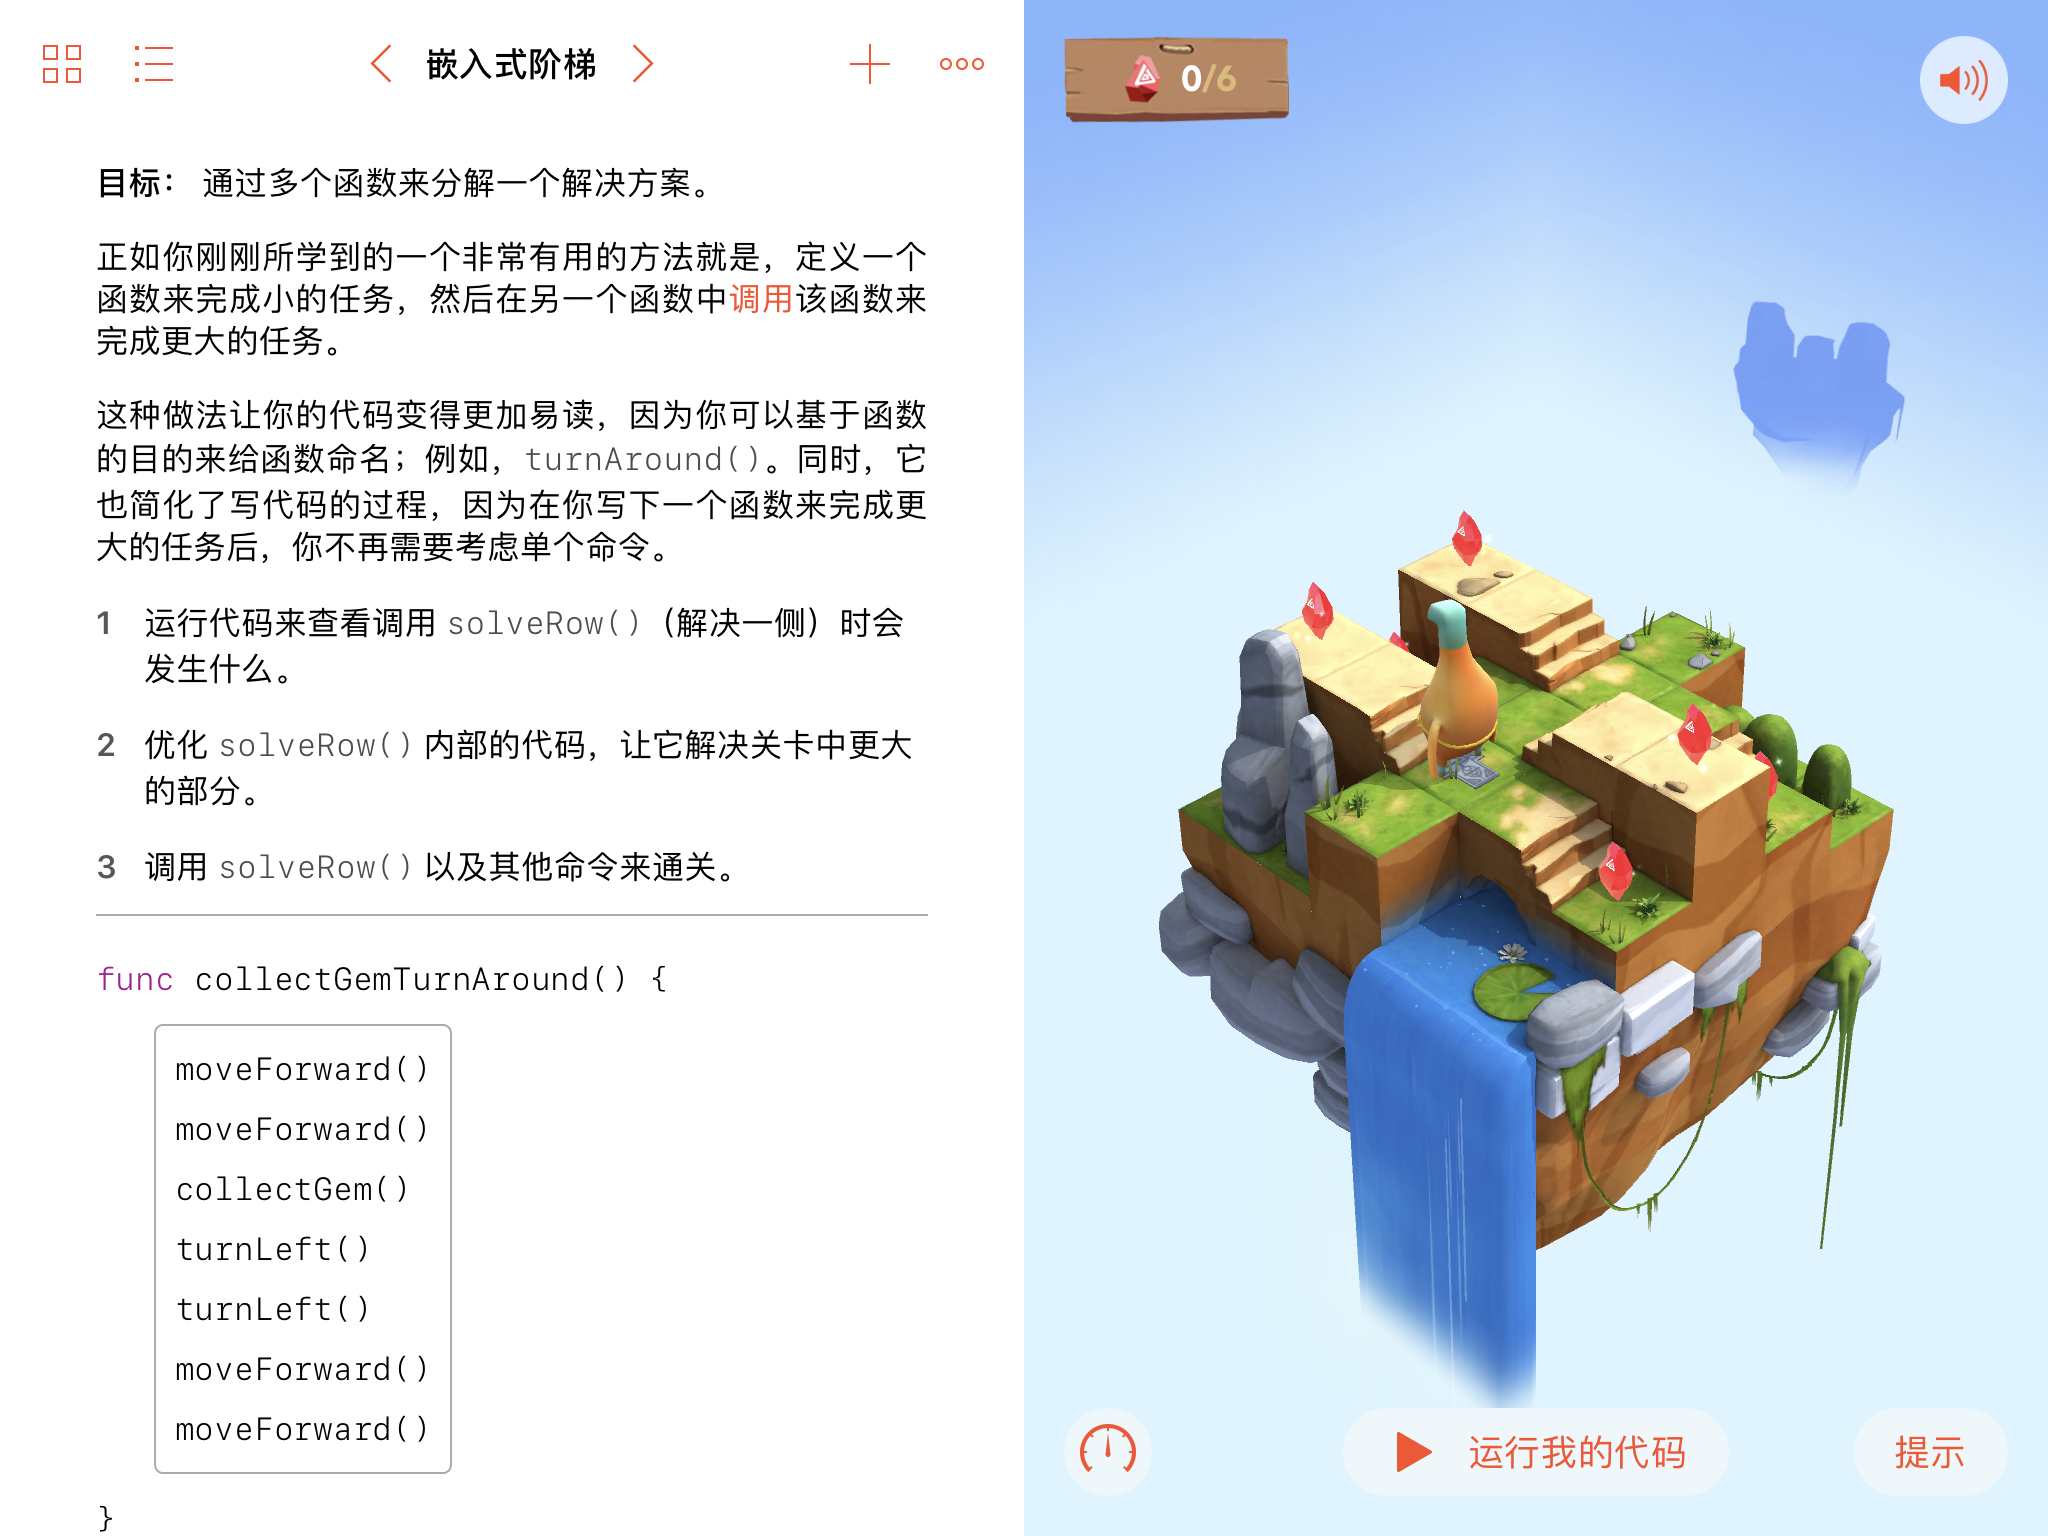 嵌入式阶梯
目标： 通过多个函数来分解一个解决方案。
正如你刚刚所学到的一个非常有用的方法就是，定义一个
函数来完成小的任务，然后在另一个函数中调用该函数来
完成更大的任务。
这种做法让你的代码变得更加易读，因为你可以基于函数
的目的来给函数命名；例如，turnAround()。同时，它
也简化了写代码的过程，因为在你写下一个函数来完成更
大的任务后，你不再需要考虑单个命令。
1 运行代码来查看调用 solveRow()（解决一侧）时会
发生什么。
2 优化 solveRow() 内部的代码，让它解决关卡中更大
的部分。
3 调用 solveRow() 以及其他命令来通关。
func collectGemTurnAround() {
moveForward()
moveForward()
collectGem()
turnLeft()
turnLeft()
moveForward()
moveForward()
}
0/6
运行我的代码
提示